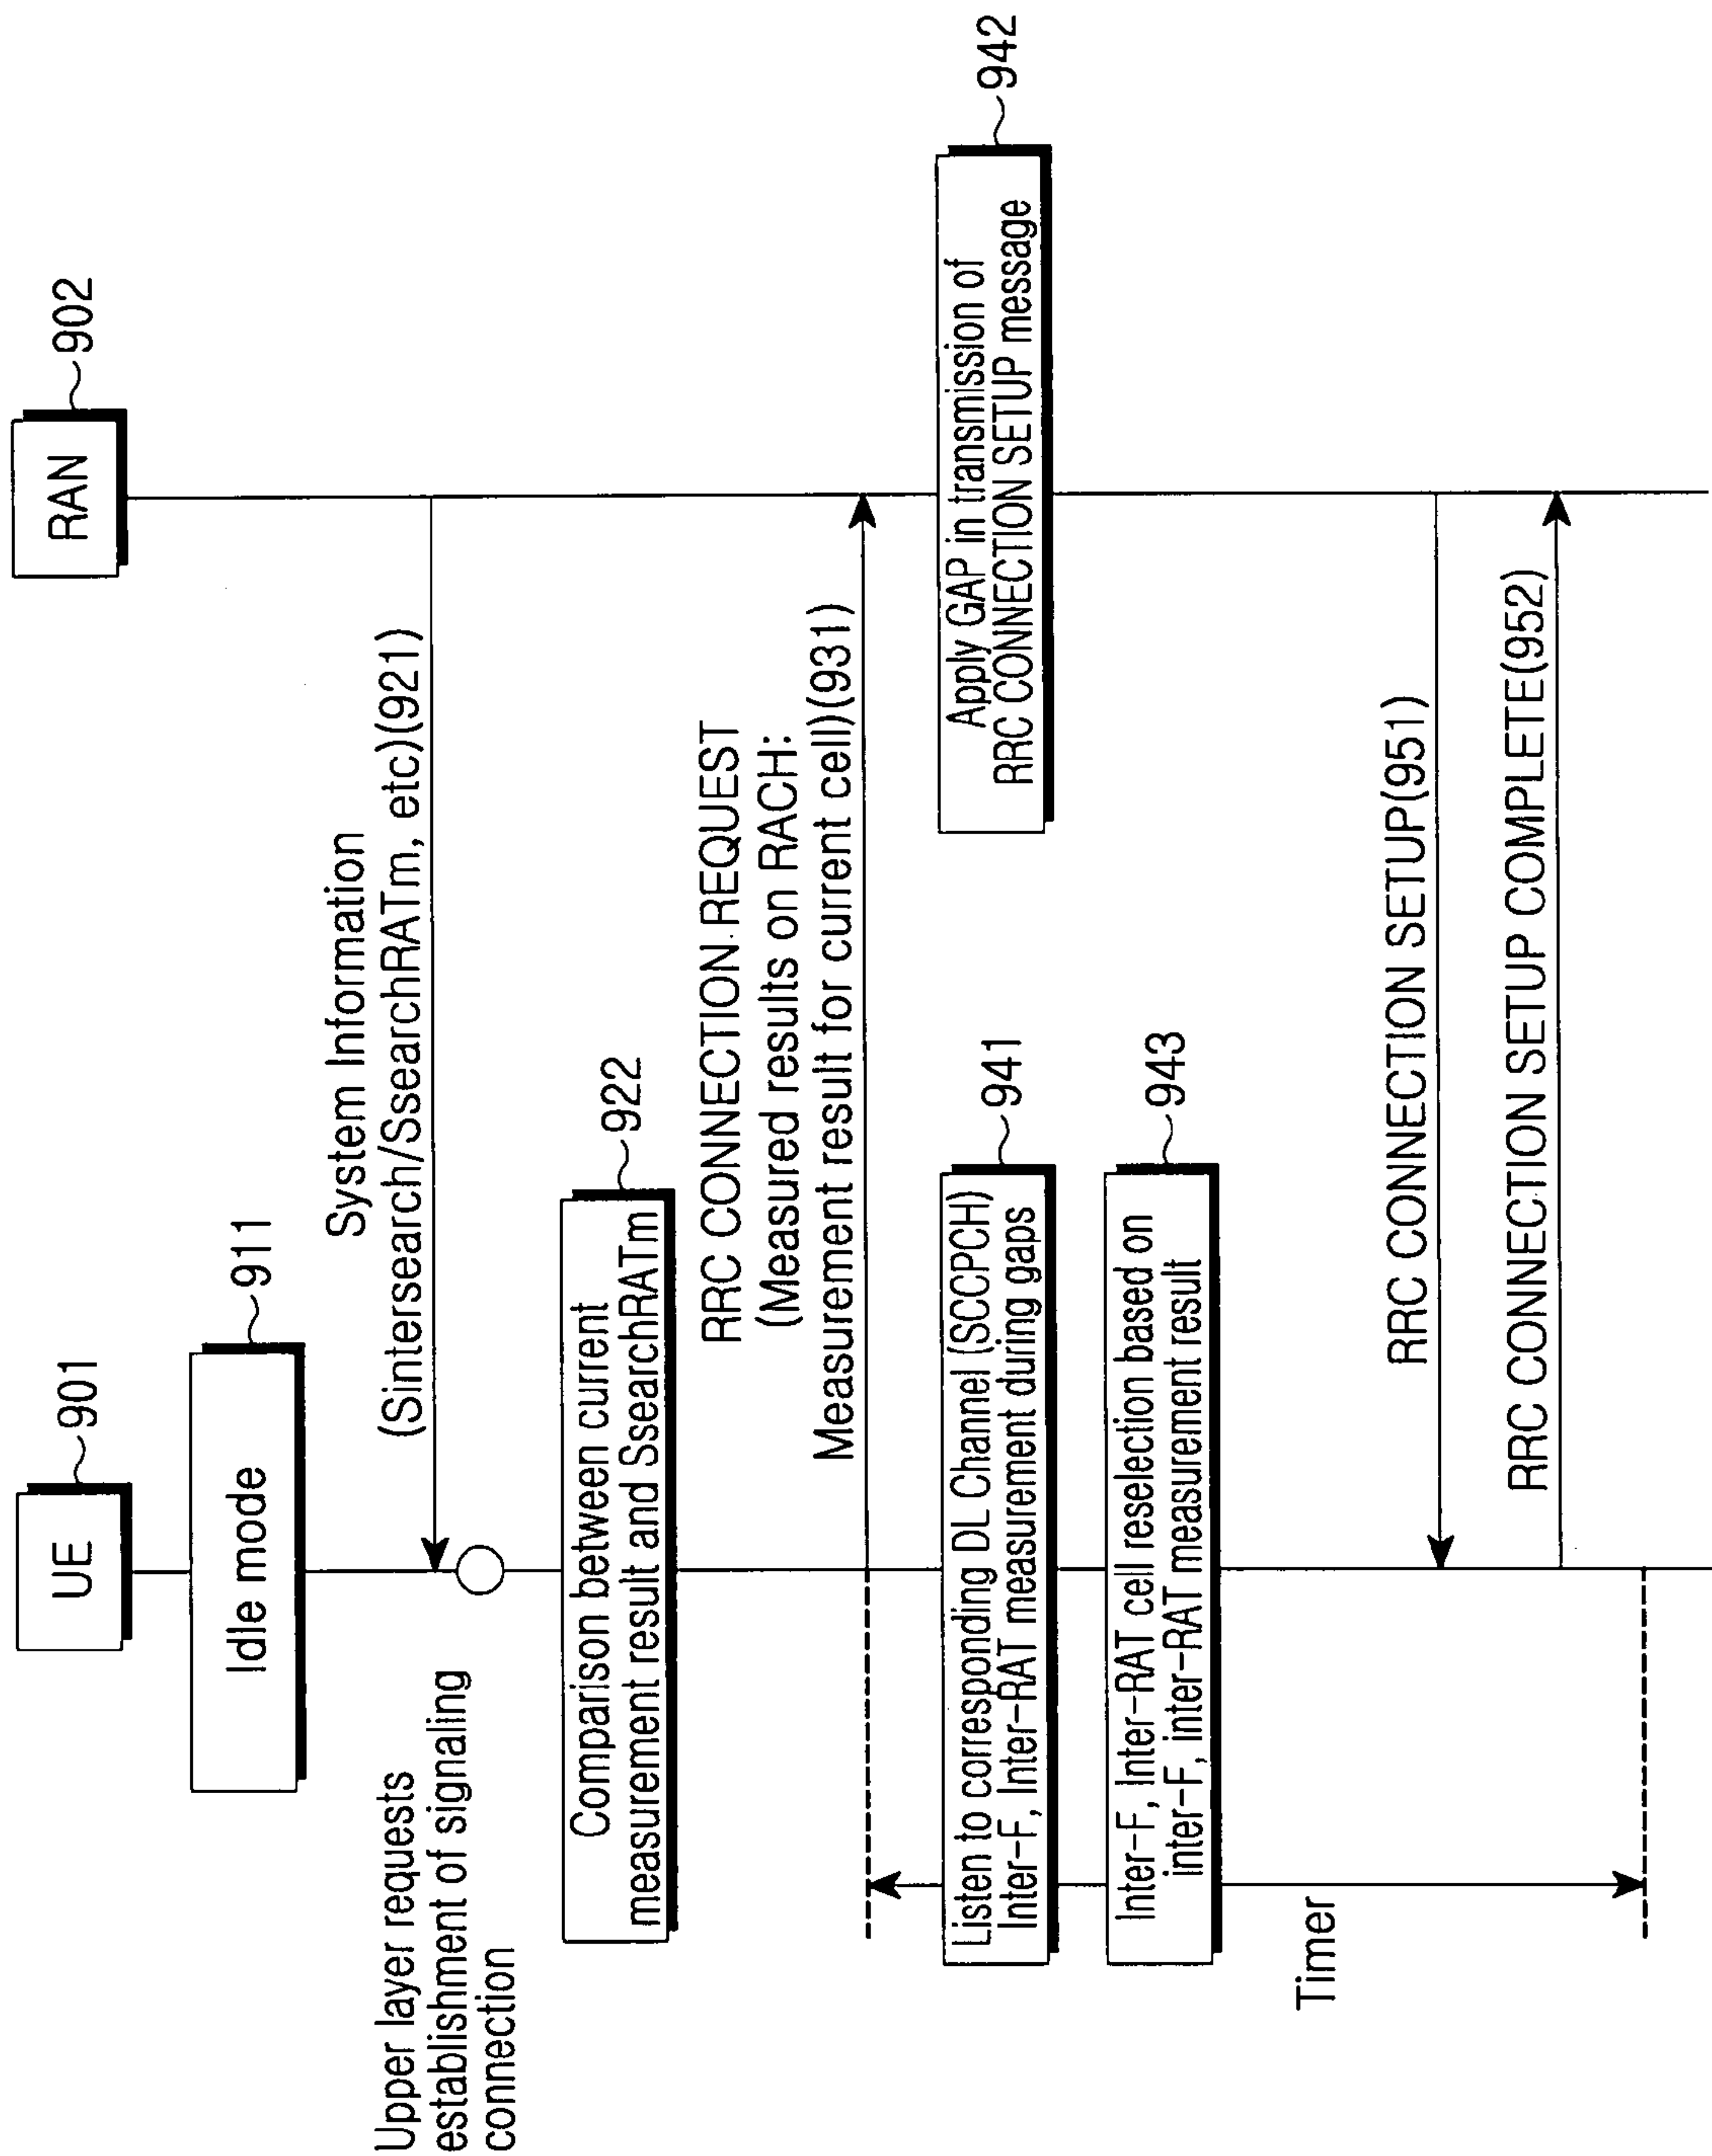 UE
901
RAN
902
Idle mode
911
System Information
(Sintersearch/SsearchRATm, etc)(921)
Upper layer requests
establishment of signaling
connection
Comparison between current
measurement result and SsearchRATm
922
RRC CONNECTION REQUEST
(Measured results on RACH:
Measurement result for current cell)(931)
Listen to corresponding DL Channel (SCCPCH)
Inter-F, Inter-RAT measurement during gaps
941
Apply GAP in transmission of
RRC CONNECTION SETUP message
942
Inter-F, Inter-RAT cell reselection based on
inter-F, inter-RAT measurement result
943
Timer
RRC CONNECTION SETUP(951)
RRC CONNECTION SETUP COMPLETE(952)